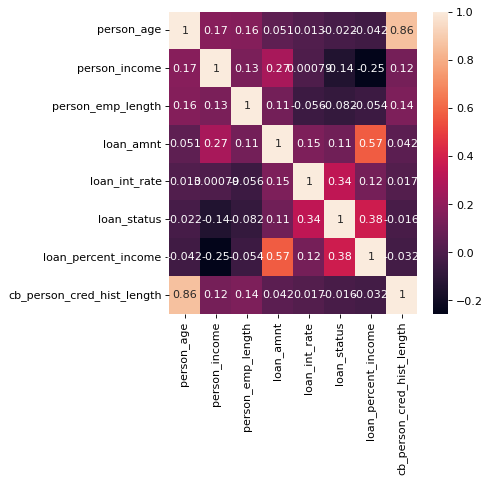 person_age 1 0.17 0.16 0.051 0.013 -0.022 -0.042 0.86
person_income 0.17 1 0.13 0.27 0.00079 -0.14 -0.25 0.12
person_emp_length 0.16 0.13 1 0.11 -0.056 -0.082 -0.054 0.14
loan_amnt 0.051 0.27 0.11 1 0.15 0.11 0.57 0.042
loan_int_rate 0.013 0.00079 -0.056 0.15 1 0.34 0.12 0.017
loan_status -0.022 -0.14 -0.082 0.11 0.34 1 0.38 -0.016
loan_percent_income -0.042 -0.25 -0.054 0.57 0.12 0.38 1 -0.032
cb_person_cred_hist_length 0.86 0.12 0.14 0.042 0.017 -0.016 -0.032 1
person_age
person_income
person_emp_length
loan_amnt
loan_int_rate
loan_status
loan_percent_income
cb_person_cred_hist_length
1.0
0.8
0.6
0.4
0.2
0.0
−0.2